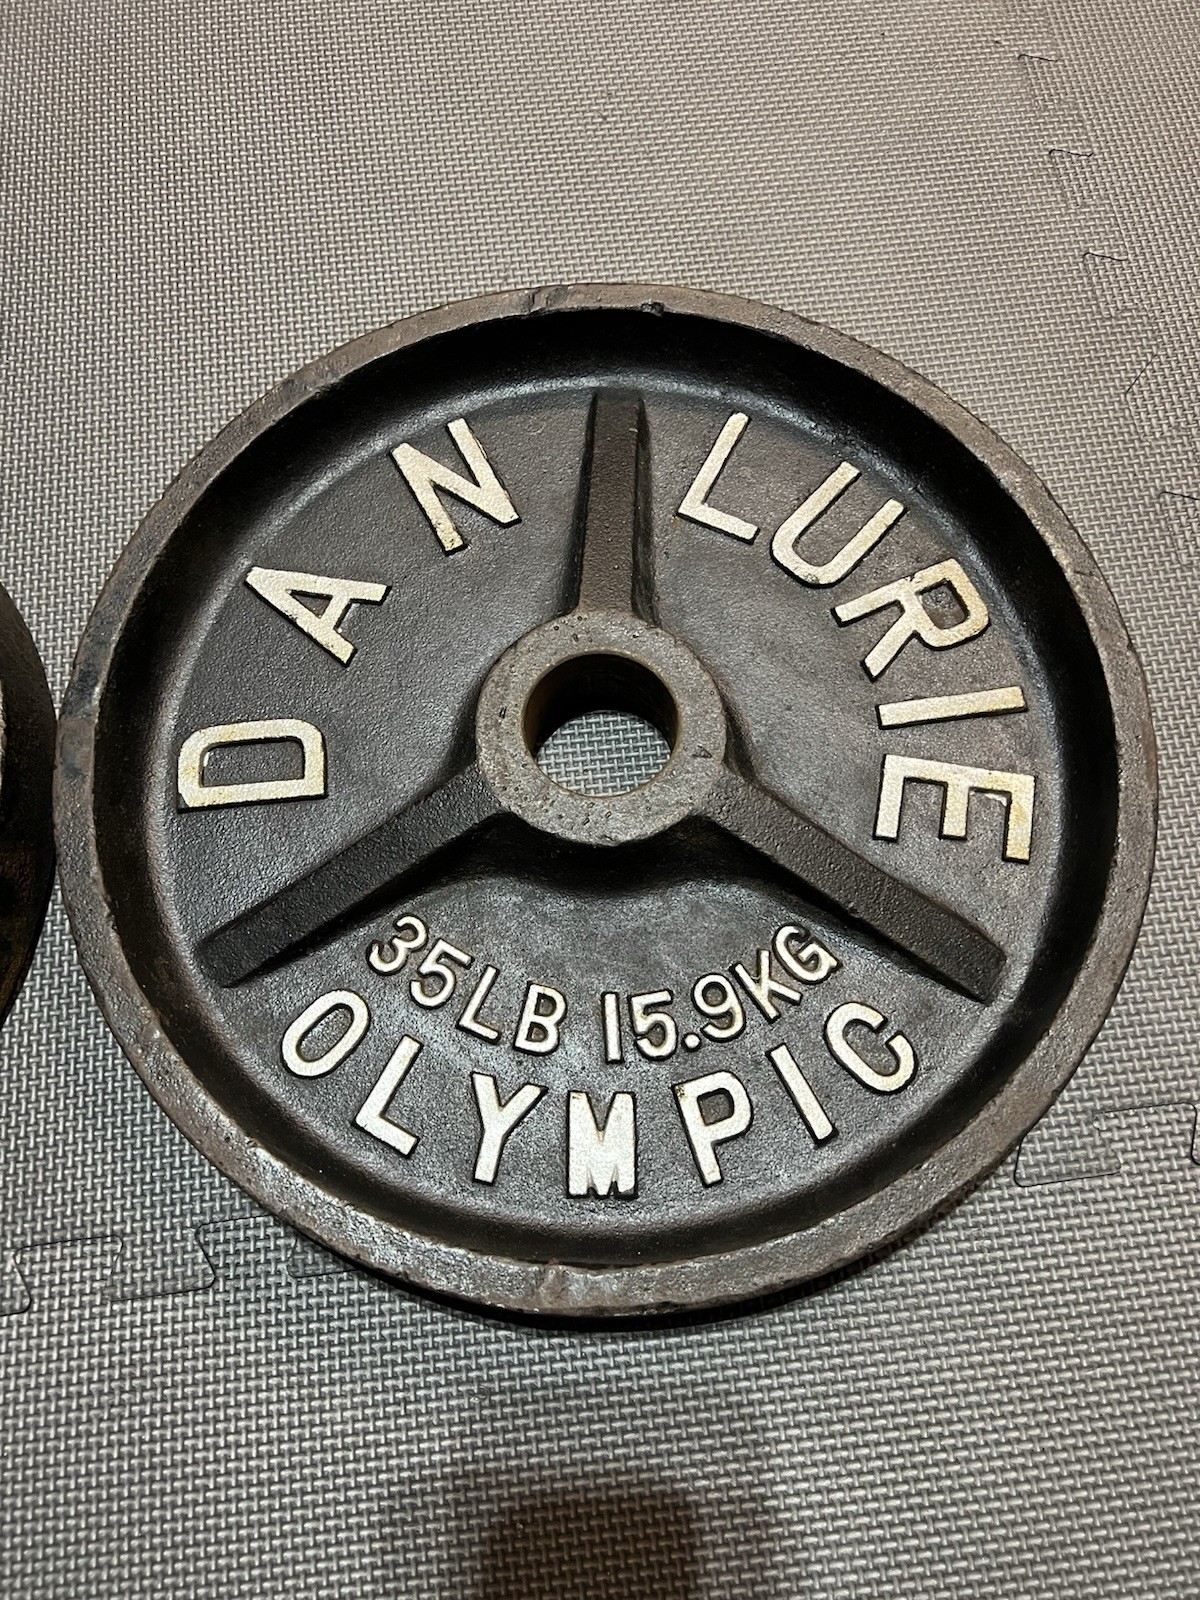 DAN LURIE
35LB 15.9KG
OLYMPIC